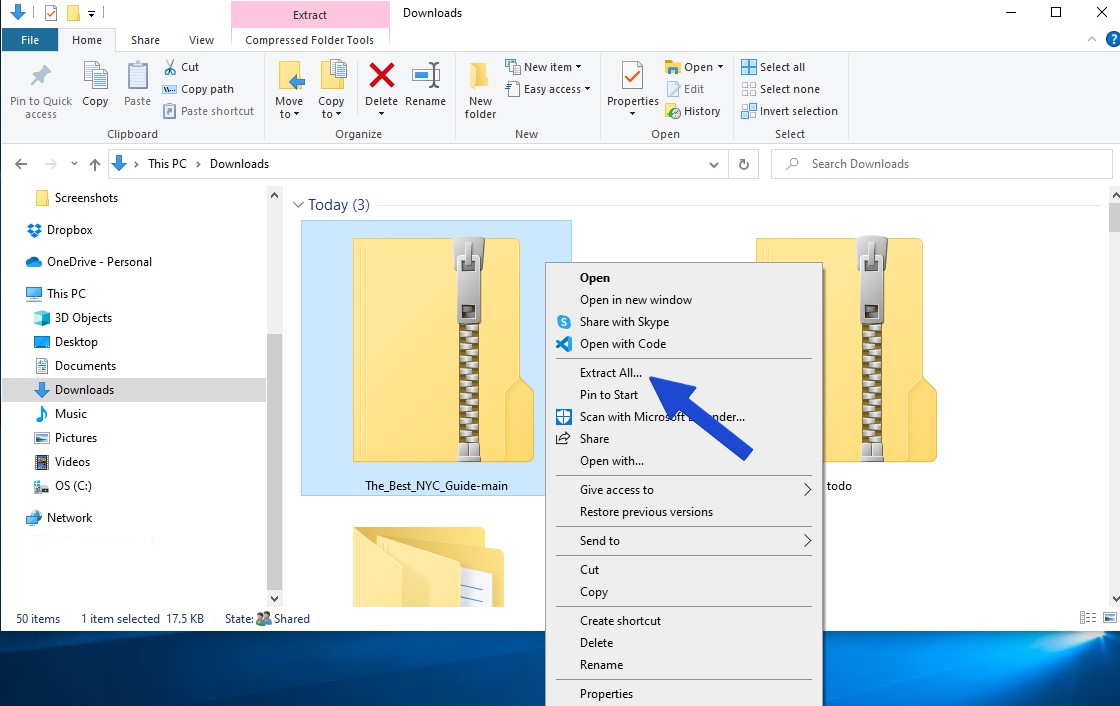 Extract
Downloads
File
Home
Share
View
Compressed Folder Tools
?
Pin to Quick
access
Copy
Paste
Cut
Copy path
Paste shortcut
Clipboard
Move
to
Copy
to
Delete
Rename
Organize
New
folder
New item
Easy access
New
Properties
Open
Edit
History
Open
Select all
Select none
Invert selection
Select
This PC
Downloads
Search Downloads
Screenshots
Dropbox
OneDrive - Personal
This PC
3D Objects
Desktop
Documents
Downloads
Music
Pictures
Videos
OS (C:)
Network
Today (3)
The_Best_NYC_Guide-main
todo
Open
Open in new window
Share with Skype
Open with Code
Extract All...
Pin to Start
Scan with Microsoft
Share
Open with...
Give access to
Restore previous versions
Send to
Cut
Copy
Create shortcut
Delete
Rename
Properties
50 items
1 item selected 17.5 KB
State:
Shared